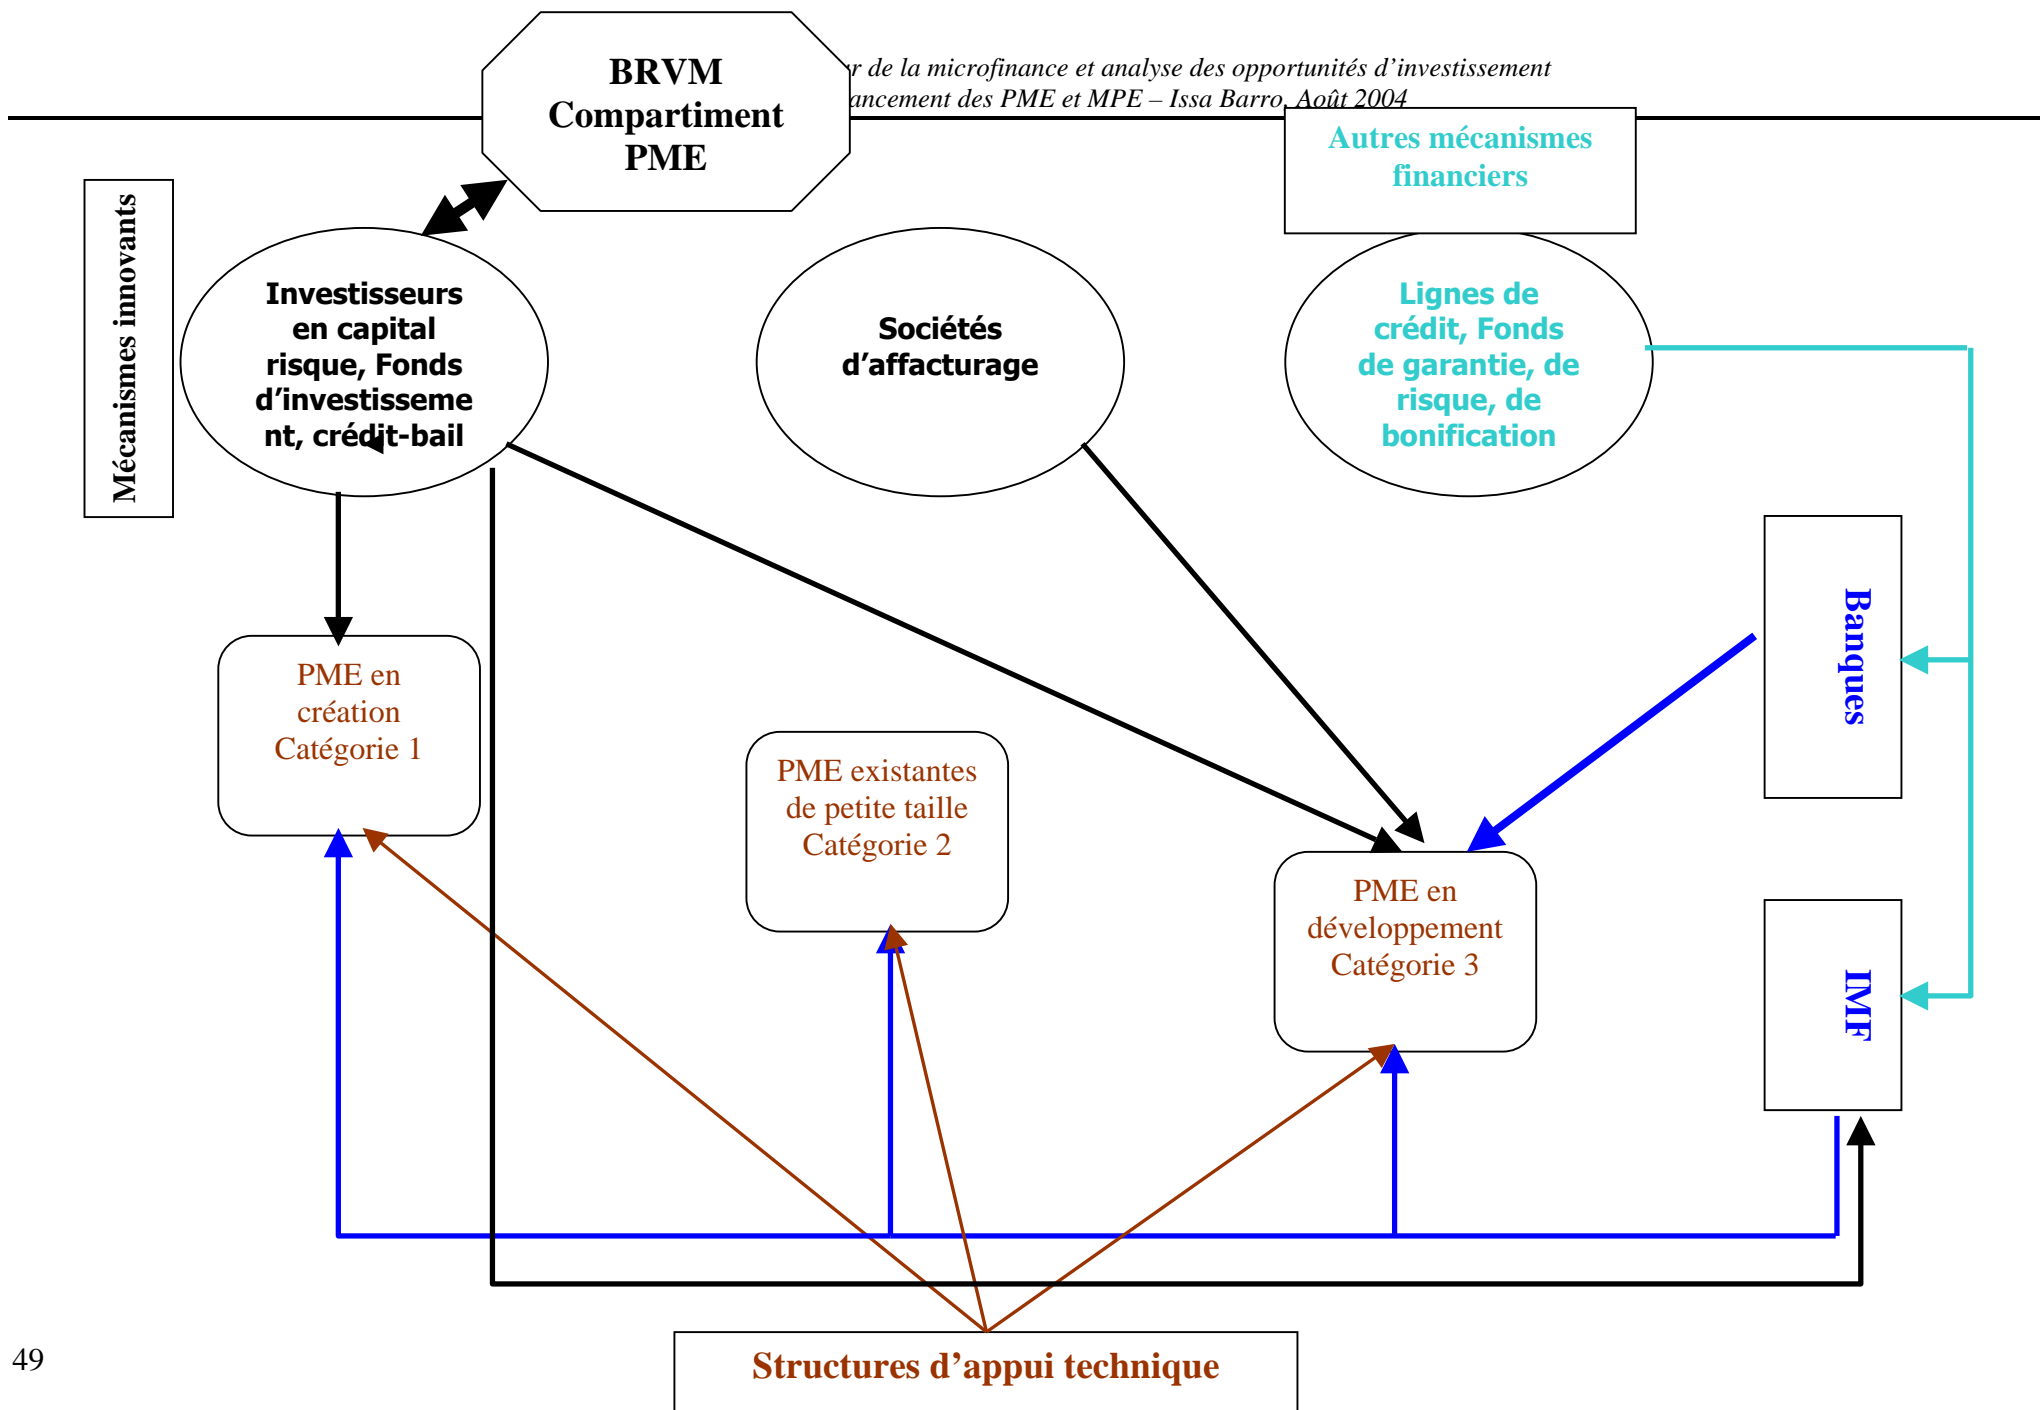 BRVM
Compartiment
PME
de la microfinance et analyse des opportunités d’investissement
des PME et MPE – Issa Barro, Août 2004
Autres mécanismes
financiers
Mécanismes innovants
Investisseurs
en capital
risque, Fonds
d’investisseme
nt, crédit-bail
Sociétés
d’affacturage
Lignes de
crédit, Fonds
de garantie, de
risque, de
bonification
Banques
PME en
création
Catégorie 1
PME existantes
de petite taille
Catégorie 2
PME en
développement
Catégorie 3
IMF
49
Structures d’appui technique